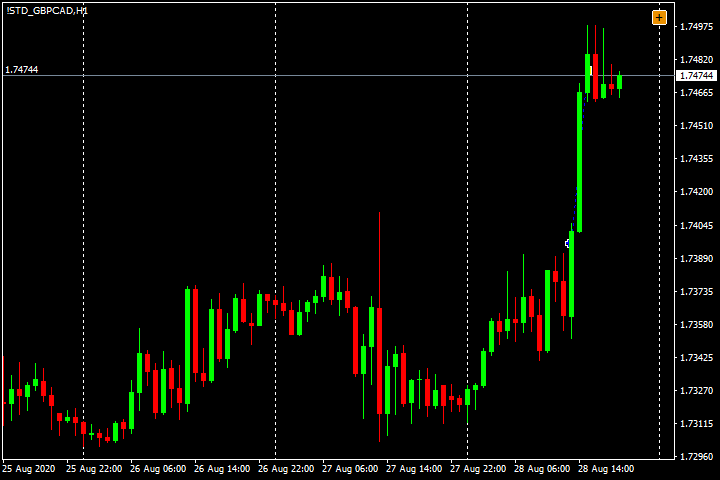 !STD_GBPCAD,H1
1.74975
1.74820
1.74744
1.74744
1.74665
1.74510
1.74355
1.74200
1.74045
1.73890
1.73735
1.73580
1.73425
1.73270
1.73115
1.72960
25 Aug 2020
25 Aug 22:00
26 Aug 06:00
26 Aug 14:00
26 Aug 22:00
27 Aug 06:00
27 Aug 14:00
27 Aug 22:00
28 Aug 06:00
28 Aug 14:00